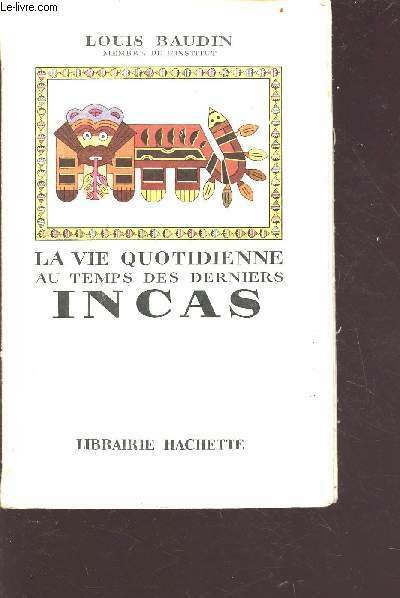 © Le-livre.com
LOUIS BAUDIN
MEMBRE DE L'INSTITUT
LA VIE QUOTIDIENNE
AU TEMPS DES DERNIERS
INCAS
LIBRAIRIE HACHETTE